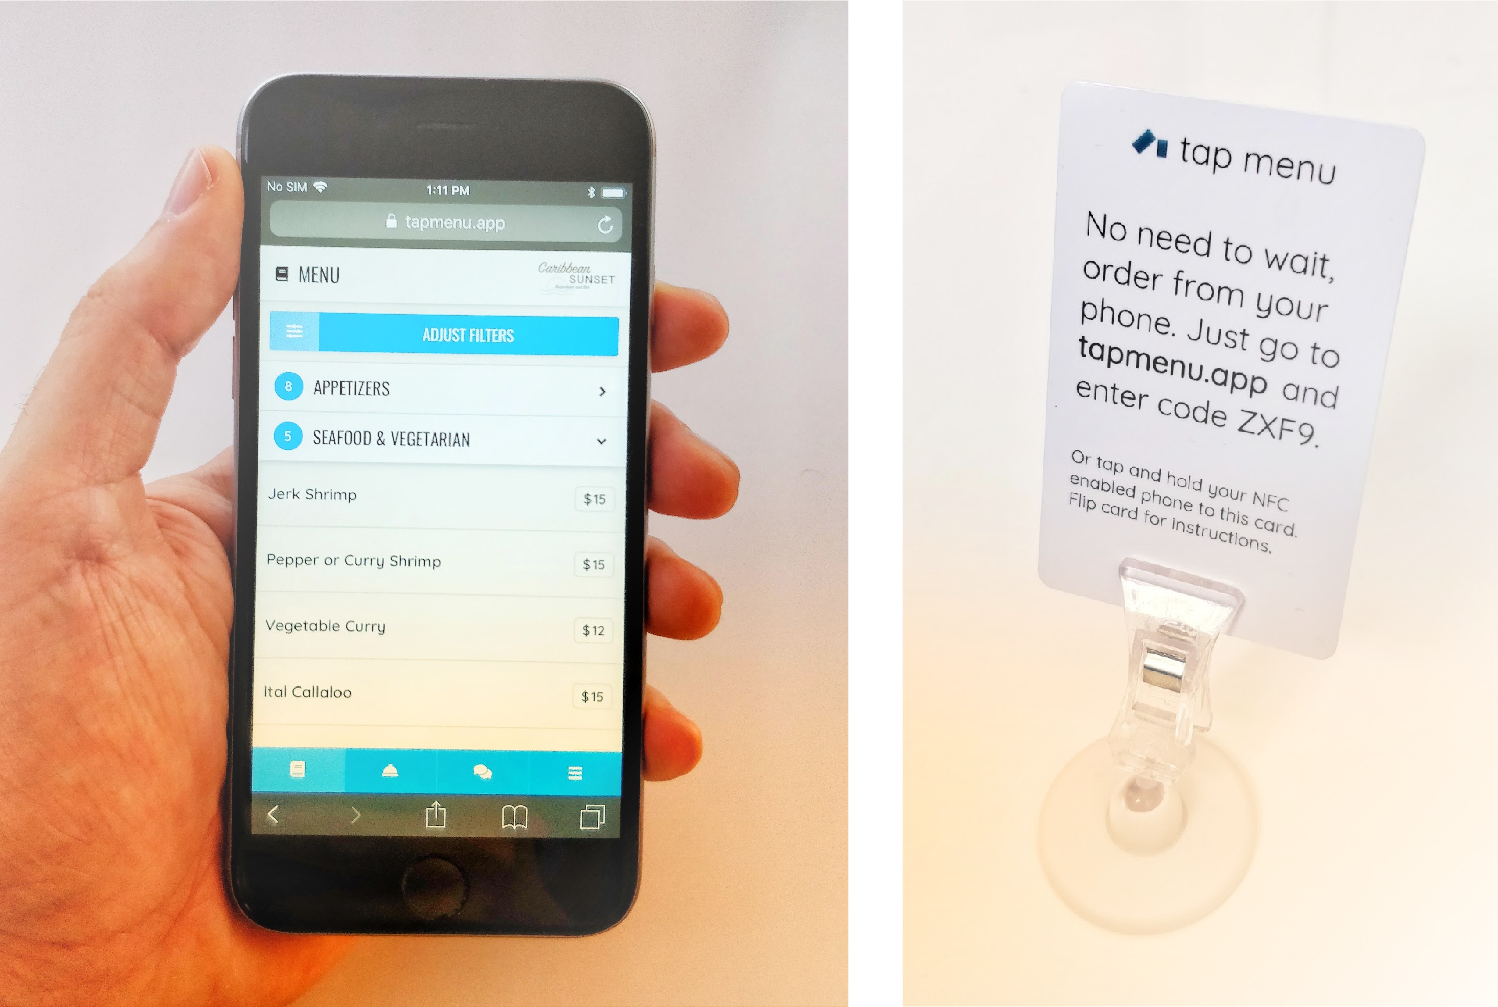 No SIM
1:11 PM
tapmenu.app
MENU
Caribbean
SUNSET
ADJUST FILTERS
8 APPETIZERS
5 SEAFOOD & VEGETARIAN
Jerk Shrimp $15
Pepper or Curry Shrimp $15
Vegetable Curry $12
Ital Callaloo $15
tap menu
No need to wait,
order from your
phone. Just go to
tapmenu.app and
enter code ZXF9.
Or tap and hold your NFC
enabled phone to this card.
Flip card for instructions.